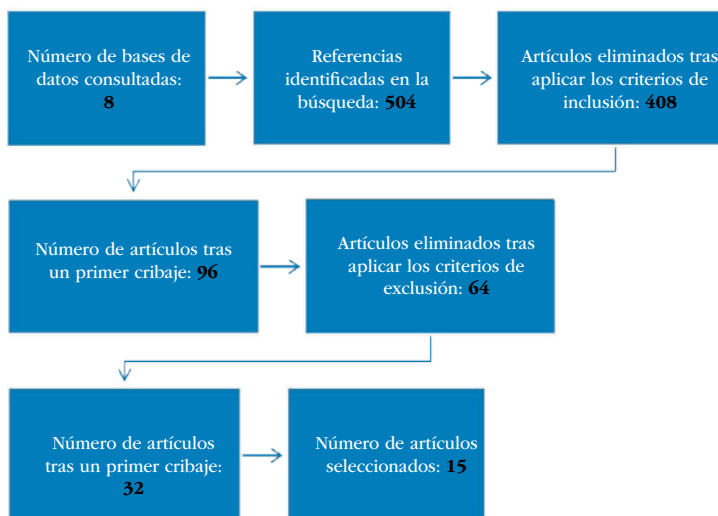 Número de bases de
datos consultadas:
8
Referencias
identificadas en la
búsqueda: 504
Artículos eliminados tras
aplicar los criterios de
inclusión: 408
Número de artículos tras
un primer cribaje: 96
Artículos eliminados tras
aplicar los criterios de
exclusión: 64
Número de artículos
tras un primer cribaje:
32
Número de artículos
seleccionados: 15